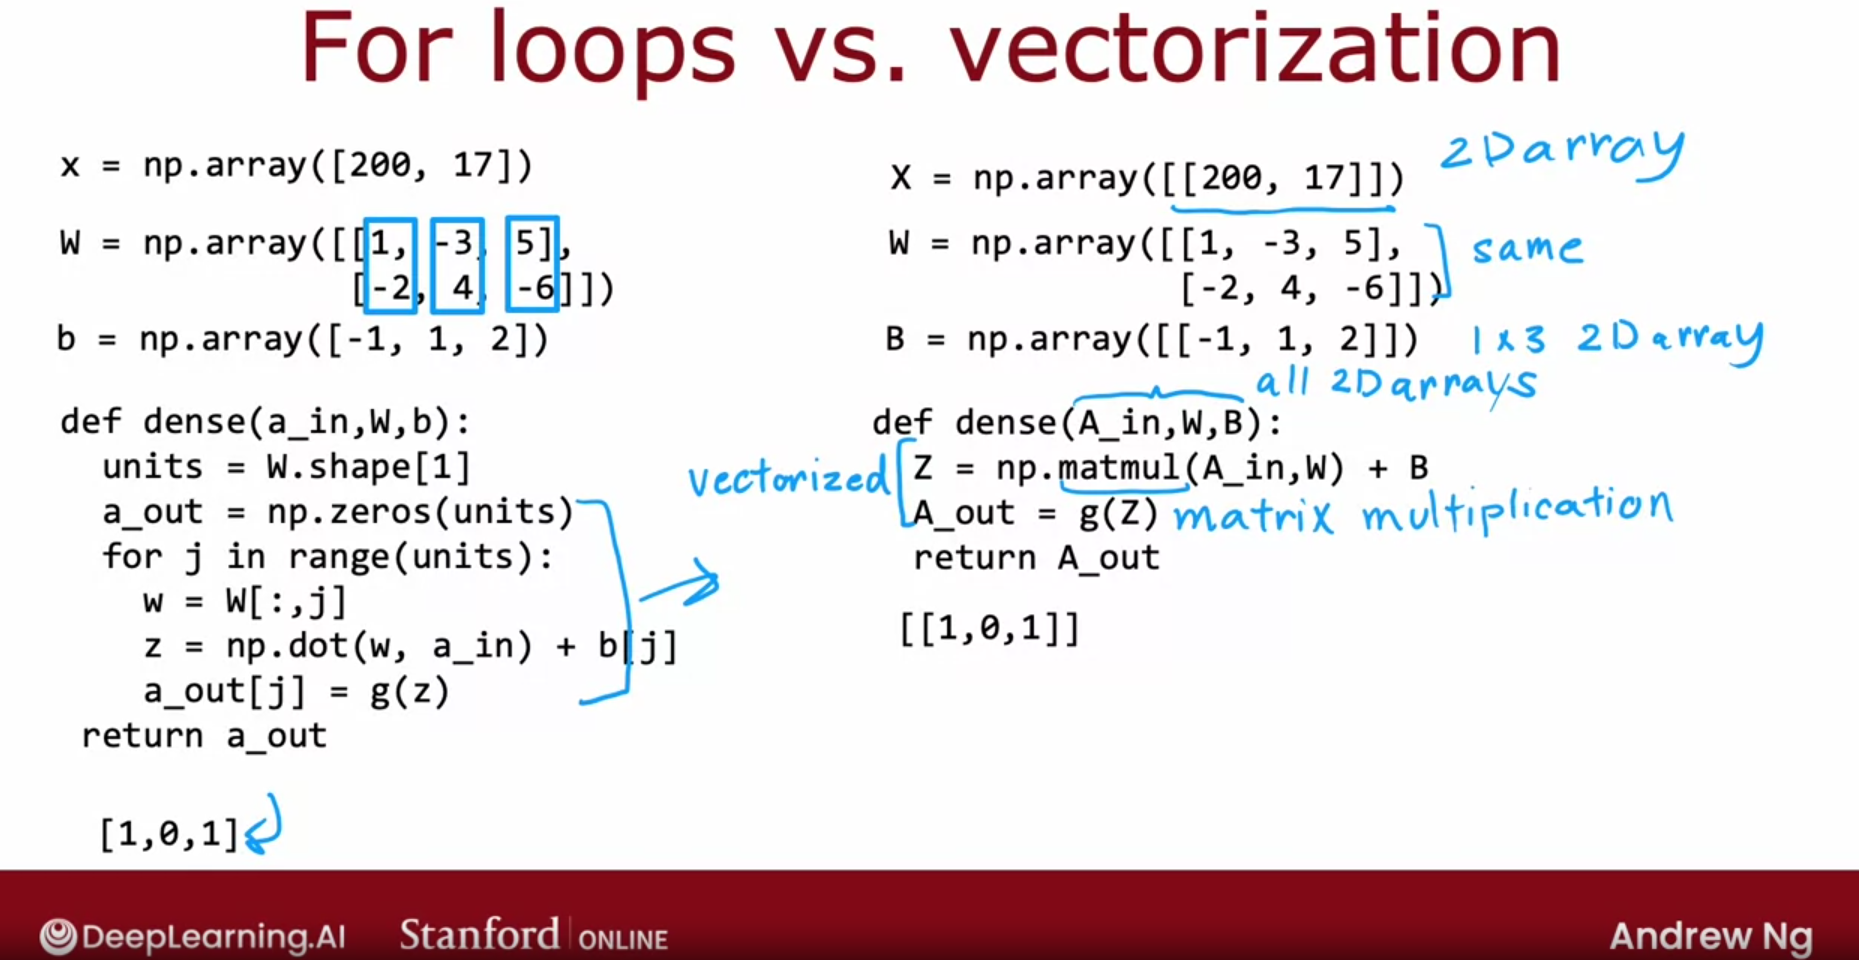 For loops vs. vectorization
x = np.array([200, 17])
W = np.array([[1, -3, 5],
[-2, 4, -6]])
b = np.array([-1, 1, 2])
def dense(a_in,W,b):
units = W.shape[1]
a_out = np.zeros(units)
for j in range(units):
w = W[:,j]
z = np.dot(w, a_in) + b[j]
a_out[j] = g(z)
return a_out
[1,0,1]
X = np.array([[200, 17]]) 2D array
W = np.array([[1, -3, 5],
[-2, 4, -6]])
same
B = np.array([[-1, 1, 2]]) 1 x 3 2D array
all 2D arrays
def dense(A_in,W,B):
vectorized
Z = np.matmul(A_in,W) + B
A_out = g(Z) matrix multiplication
return A_out
[[1,0,1]]
DeepLearning.AI Stanford ONLINE Andrew Ng